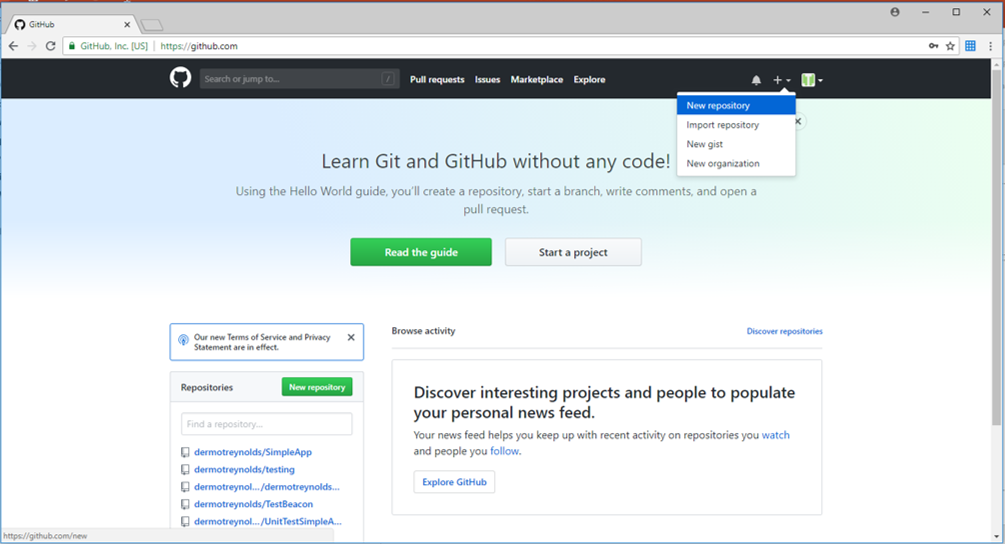 GitHub
GitHub, Inc. [US] | https://github.com
Search or jump to...
/
Pull requests Issues Marketplace Explore
New repository
Import repository
New gist
New organization
Learn Git and GitHub without any code!
Using the Hello World guide, you'll create a repository, start a branch, write comments, and open a
pull request.
Read the guide
Start a project
Our new Terms of Service and Privacy
Statement are in effect.
Repositories
New repository
Find a repository...
dermotreynolds/SimpleApp
dermotreynolds/testing
dermotreynol.../dermotreynolds...
dermotreynolds/TestBeacon
dermotreynol.../UnitTestSimpleA...
Browse activity
Discover repositories
Discover interesting projects and people to populate
your personal news feed.
Your news feed helps you keep up with recent activity on repositories you watch
and people you follow.
Explore GitHub
https://github.com/new